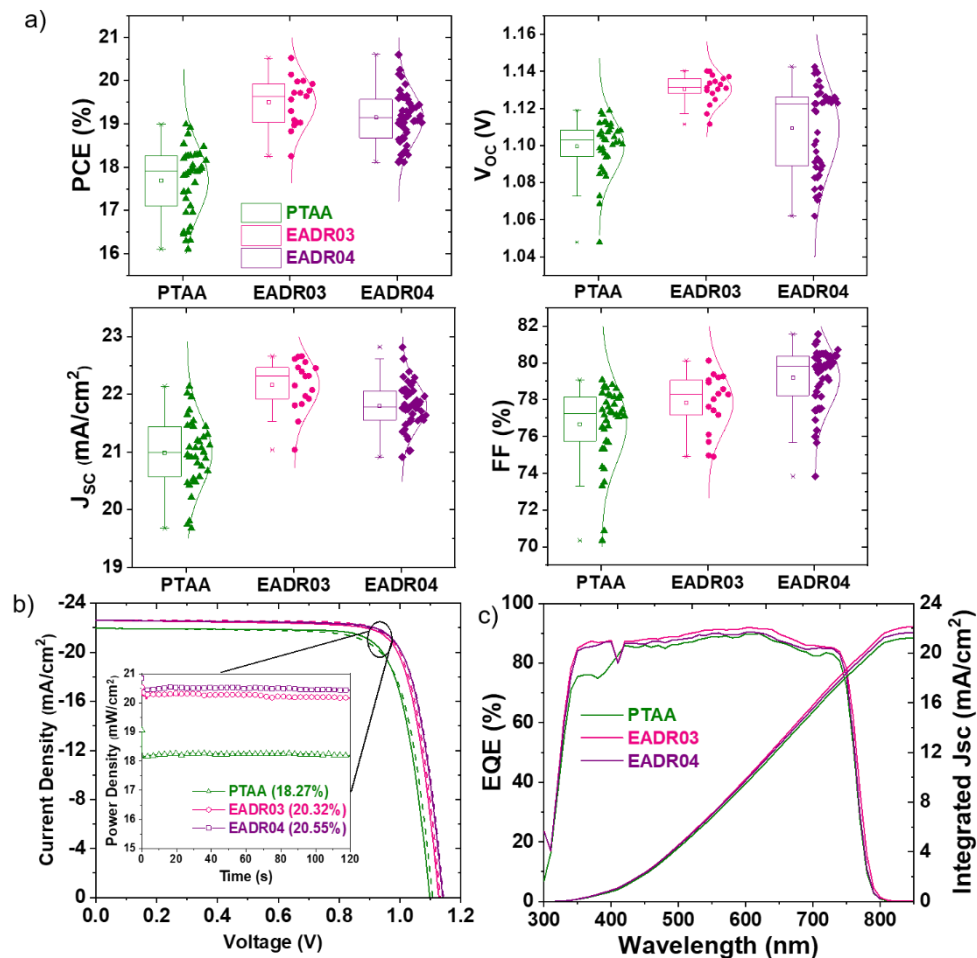 a)
PCE (%)
21
20
19
18
17
16
PTAA
EADR03
EADR04
PTAA EADR03 EADR04
V_OC (V)
1.16
1.14
1.12
1.10
1.08
1.06
1.04
PTAA EADR03 EADR04
J_SC (mA/cm²)
23
22
21
20
19
PTAA EADR03 EADR04
FF (%)
82
80
78
76
74
72
70
PTAA EADR03 EADR04
b)
Current Density (mA/cm²)
-24
-20
-16
-12
-8
-4
0
0.0 0.2 0.4 0.6 0.8 1.0 1.2
Voltage (V)
Power Density (mW/cm²)
21
20
19
18
17
16
15
PTAA (18.27%)
EADR03 (20.32%)
EADR04 (20.55%)
0 20 40 60 80 100 120
Time (s)
c)
EQE (%)
100
80
60
40
20
0
PTAA
EADR03
EADR04
300 400 500 600 700 800
Wavelength (nm)
24
20
16
12
8
4
0
Integrated Jsc (mA/cm²)